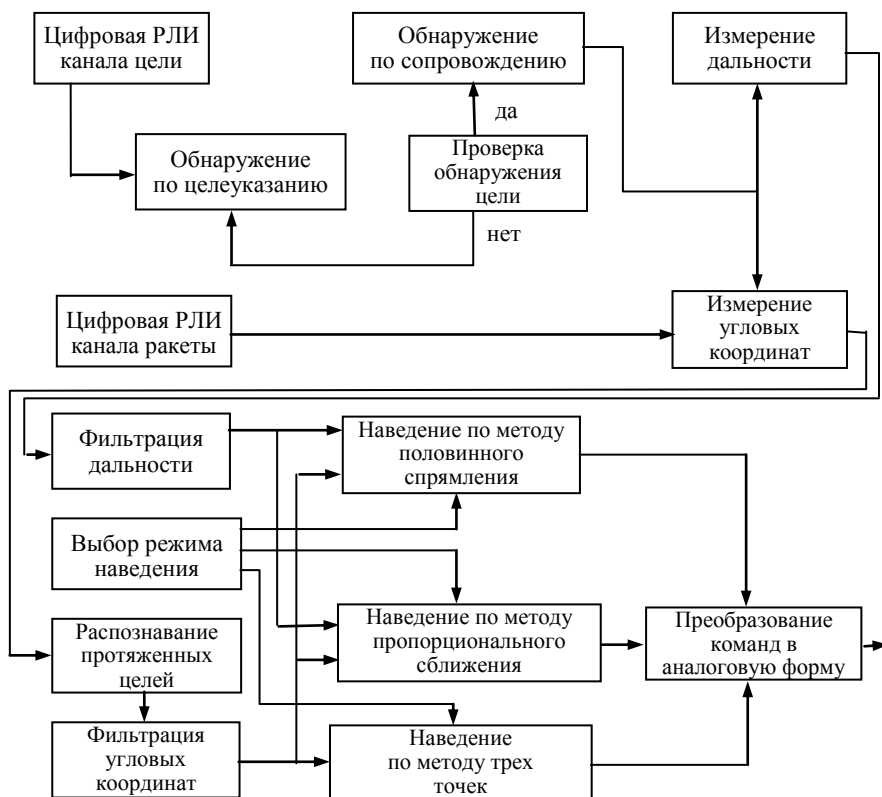 Цифровая РЛИ
канала цели
Обнаружение
по сопровождению
Измерение
дальности
да
Обнаружение
по целеуказанию
Проверка
обнаружения
цели
нет
Цифровая РЛИ
канала ракеты
Измерение
угловых
координат
Фильтрация
дальности
Наведение по методу
половинного
спрямления
Выбор режима
наведения
Распознавание
протяженных
целей
Наведение по методу
пропорционального
сближения
Преобразование
команд в
аналоговую форму
Фильтрация
угловых
координат
Наведение
по методу трех
точек